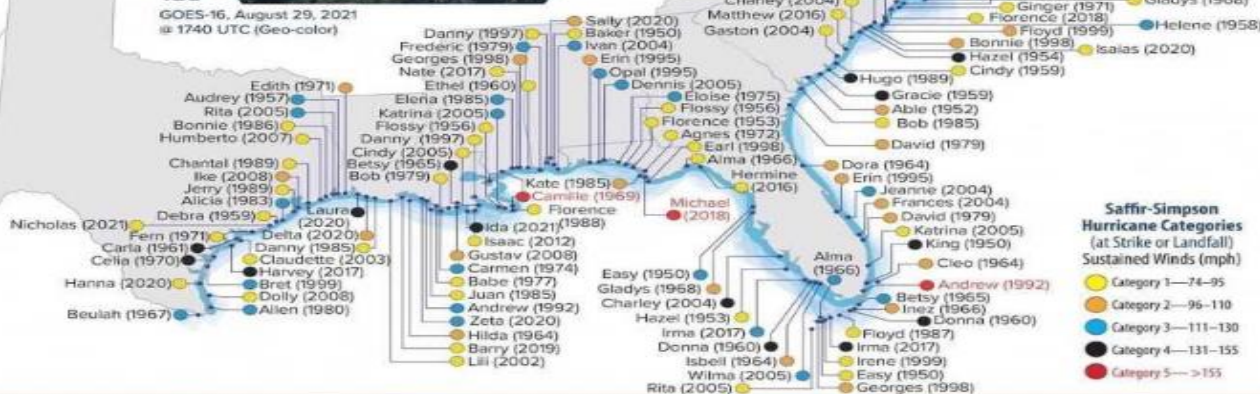 GOES-16, August 29, 2021
@ 1740 UTC (Geo-color)
Edith (1971)
Audrey (1957)
Rita (2005)
Bonnie (1986)
Humberto (2007)
Chantal (1989)
Ike (2008)
Jerry (1989)
Alicia (1983)
Debra (1959)
Nicholas (2021)
Fern (1971)
Carla (1961)
Celia (1970)
Hanna (2020)
Beulah (1967)
Laura
(2020)
Delta (2020)
Danny (1985)
Claudette (2003)
Harvey (2017)
Bret (1999)
Dolly (2008)
Allen (1980)
Danny (1997)
Frederic (1979)
Georges (1998)
Nate (2017)
Ethel (1960)
Elena (1985)
Katrina (2005)
Flossy (1956)
Danny (1997)
Cindy (2005)
Betsy (1965)
Bob (1979)
Sally (2020)
Baker (1950)
Ivan (2004)
Erin (1995)
Opal (1995)
Dennis (2005)
Eloise (1975)
Flossy (1956)
Florence (1953)
Agnes (1972)
Earl (1998)
Alma (1966)
Hermine
(2016)
Kate (1985)
Camille (1969)
Florence
(1988)
Michael
(2018)
Ida (2021)
Isaac (2012)
Gustav (2008)
Carmen (1974)
Babe (1977)
Juan (1985)
Andrew (1992)
Zeta (2020)
Hilda (1964)
Barry (2019)
Lili (2002)
Easy (1950)
Gladys (1968)
Charley (2004)
Hazel (1953)
Irma (2017)
Donna (1960)
Isbell (1964)
Wilma (2005)
Rita (2005)
Alma
(1966)
Charley (2004)
Matthew (2016)
Gaston (2004)
Ginger (1971)
Florence (2018)
Floyd (1999)
Bonnie (1998)
Hazel (1954)
Cindy (1959)
Helene (1958)
Isaias (2020)
Hugo (1989)
Gracie (1959)
Able (1952)
Bob (1985)
David (1979)
Dora (1964)
Erin (1995)
Jeanne (2004)
Frances (2004)
David (1979)
Katrina (2005)
King (1950)
Cleo (1964)
Andrew (1992)
Betsy (1965)
Inez (1966)
Donna (1960)
Floyd (1987)
Irma (2017)
Irene (1999)
Easy (1950)
Georges (1998)
Saffir-Simpson
Hurricane Categories
(at Strike or Landfall)
Sustained Winds (mph)
Category 1—74-95
Category 2—96-110
Category 3—111-130
Category 4—131-155
Category 5— >155